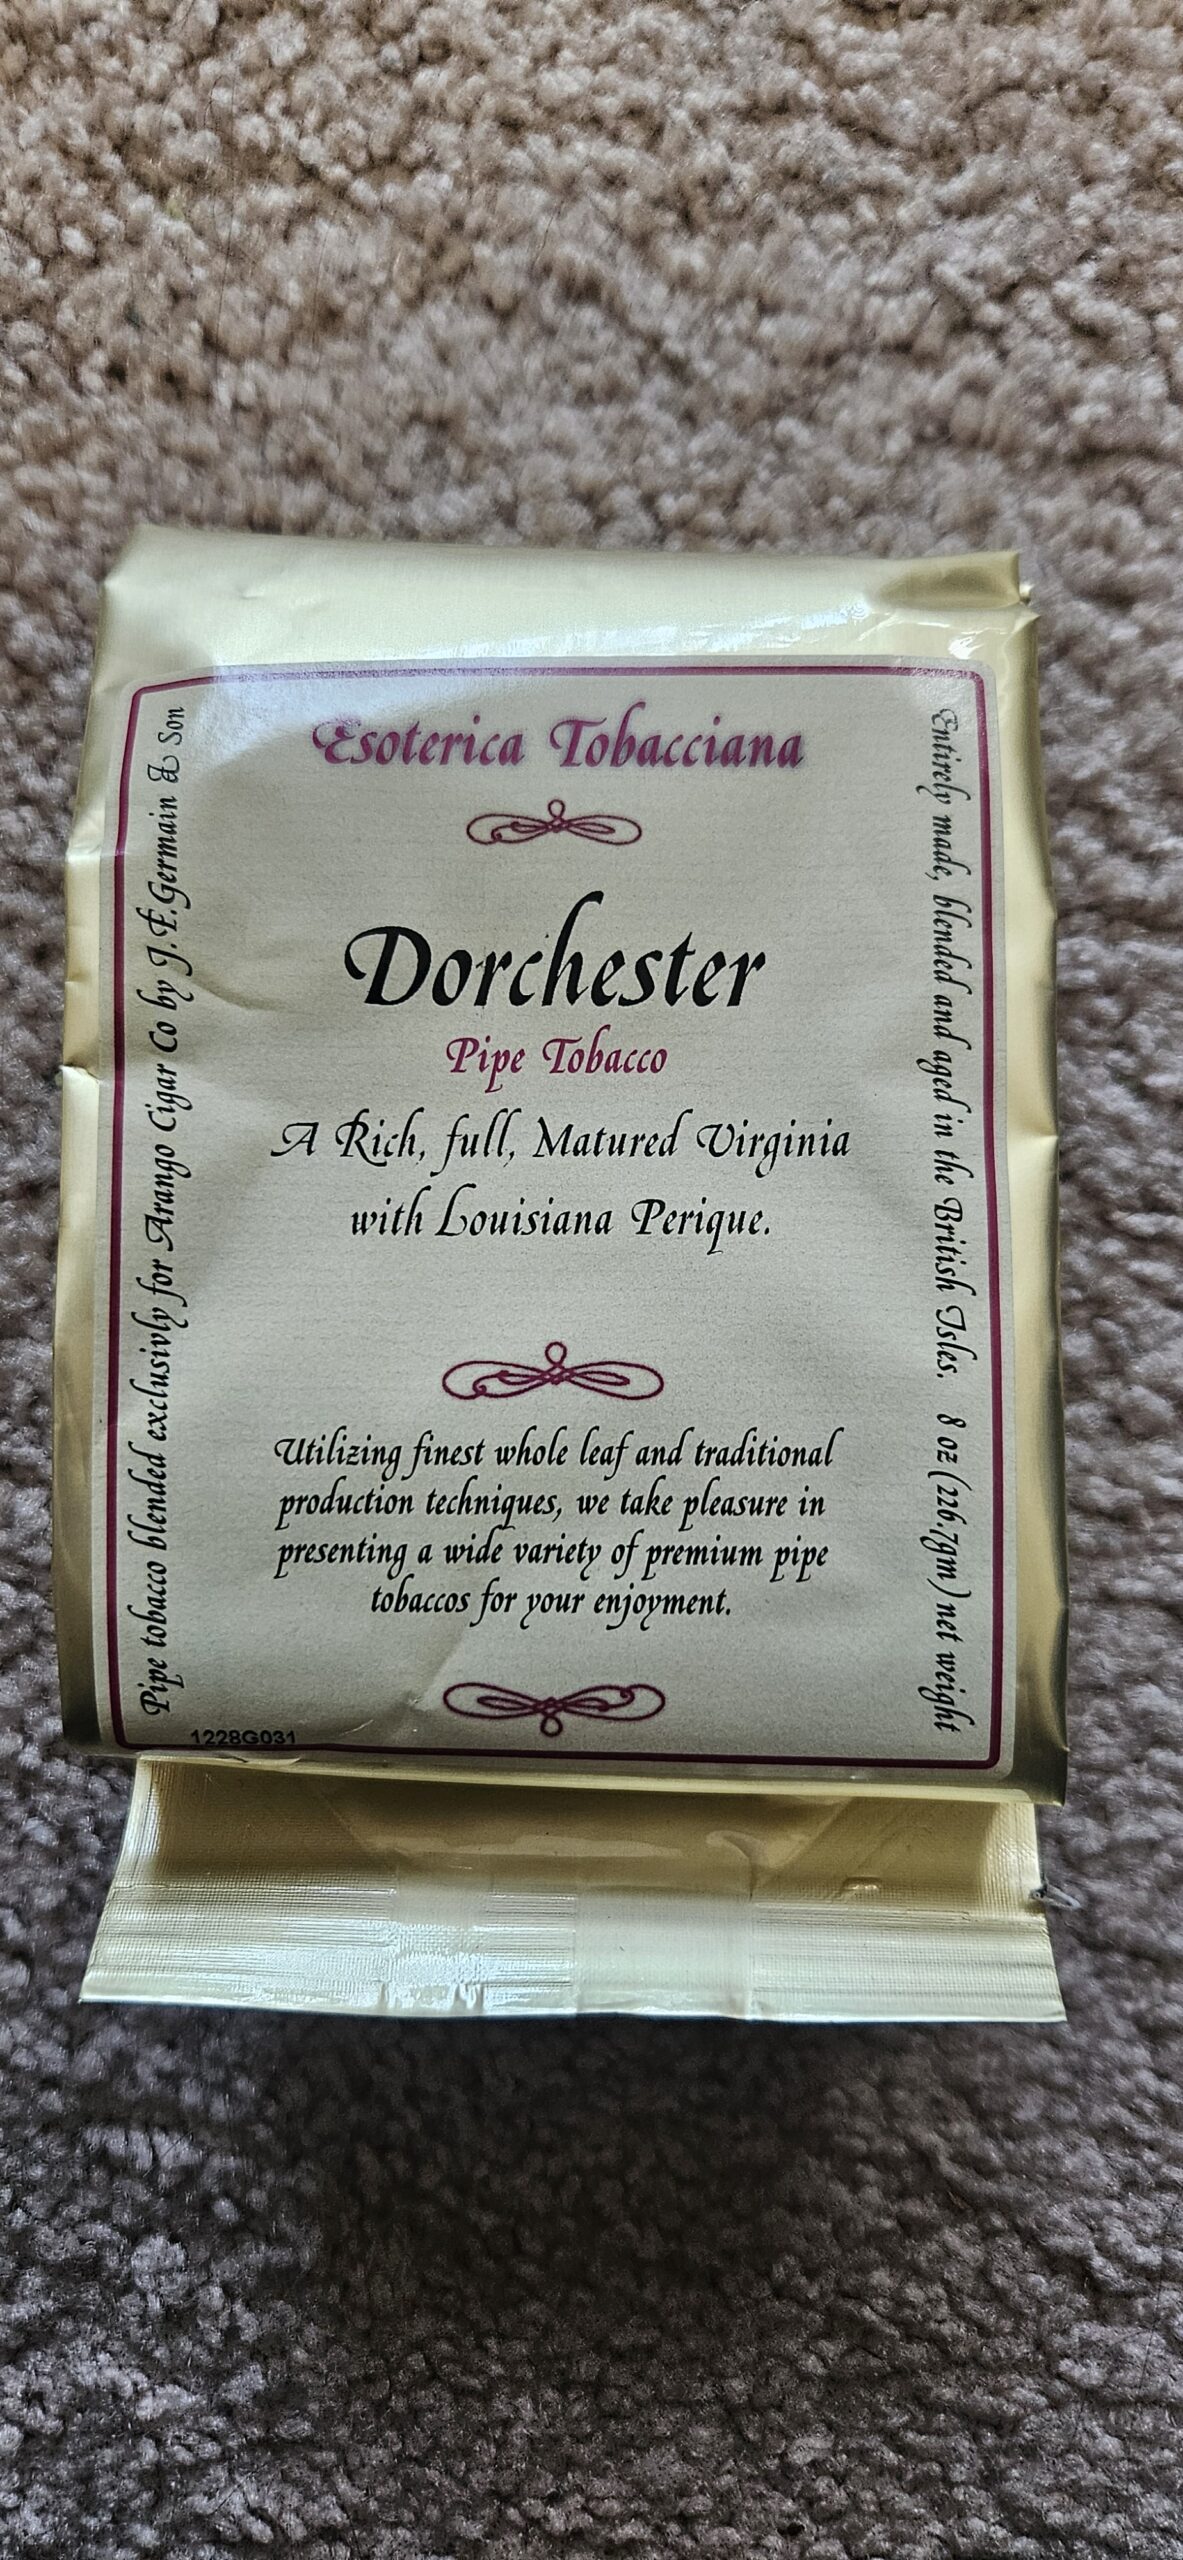 Esoterica Tobacciana
Dorchester
Pipe Tobacco
A Rich, full, Matured Virginia
with Louisiana Perique.
Utilizing finest whole leaf and traditional
production techniques, we take pleasure in
presenting a wide variety of premium pipe
tobaccos for your enjoyment.
1228G031
Pipe tobacco blended exclusivly for Arango Cigar Co by J.F.Germain & Son
Entirely made, blended and aged in the British Isles. 8 oz (226.7gm) net weight